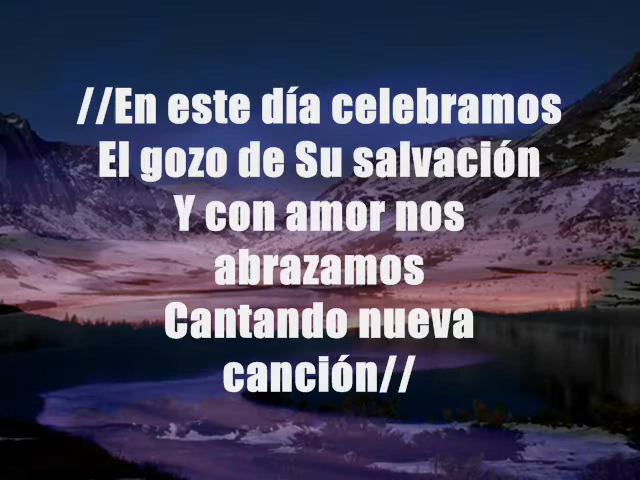 //En este día celebramos
El gozo de Su salvación
Y con amor nos
abrazamos
Cantando nueva
canción//